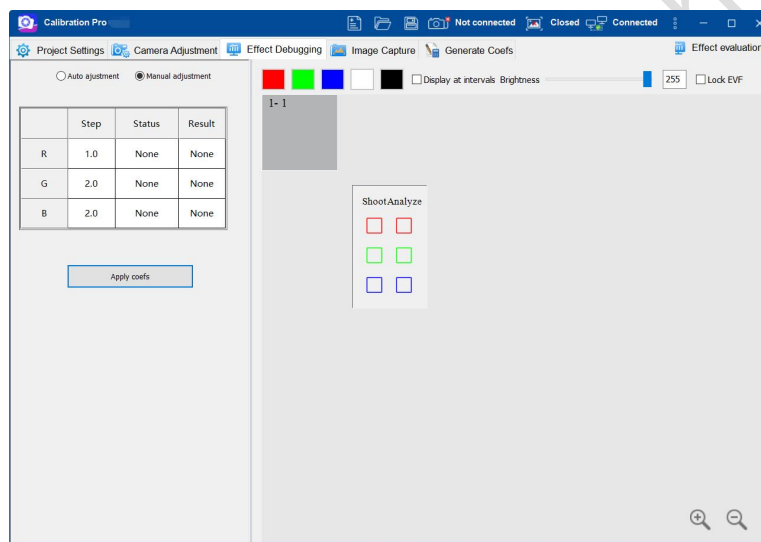 Calibration Pro
Not connected
Closed
Connected
Project Settings
Camera Adjustment
Effect Debugging
Image Capture
Generate Coefs
Effect evaluation
Auto ajustment
Manual adjustment
Display at intervals Brightness
255
Lock EVF
Step Status Result
R 1.0 None None
G 2.0 None None
B 2.0 None None
Apply coefs
1- 1
ShootAnalyze